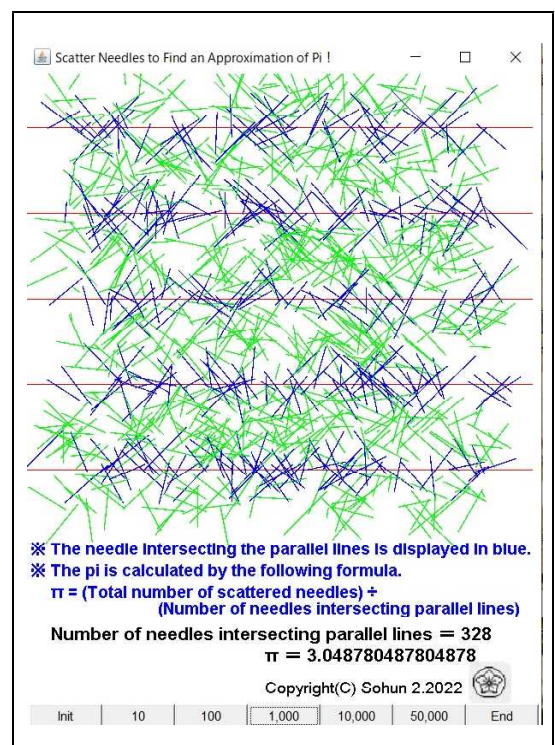 Scatter Needles to Find an Approximation of Pi !
※ The needle intersecting the parallel lines is displayed in blue.
※ The pi is calculated by the following formula.
π = (Total number of scattered needles) ÷
(Number of needles intersecting parallel lines)
Number of needles intersecting parallel lines = 328
π = 3.048780487804878
Copyright(C) Sohun 2.2022
Init 10 100 1,000 10,000 50,000 End